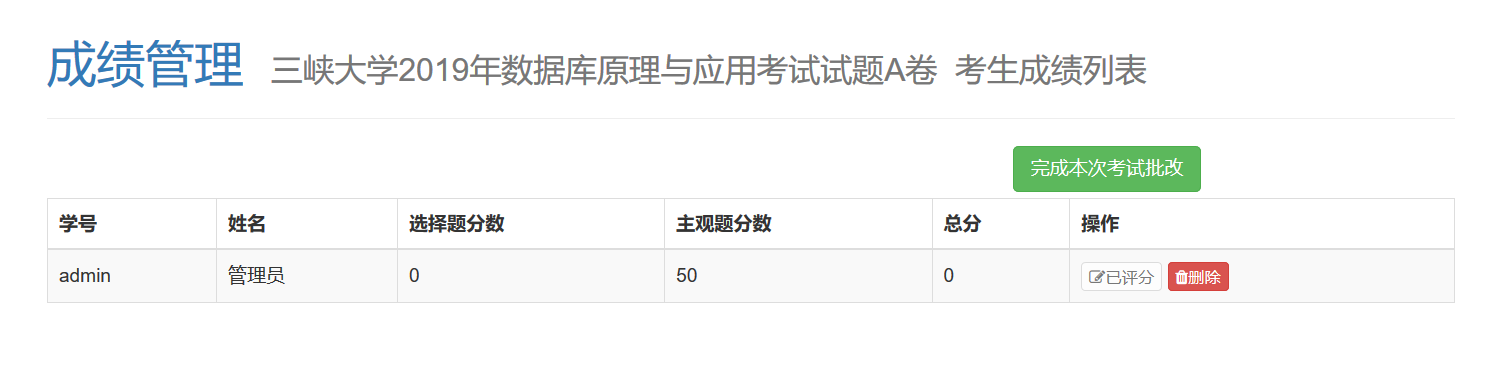 成绩管理 三峡大学2019年数据库原理与应用考试试题A卷 考生成绩列表
完成本次考试批改
学号 姓名 选择题分数 主观题分数 总分 操作
admin 管理员 0 50 0 已评分 删除